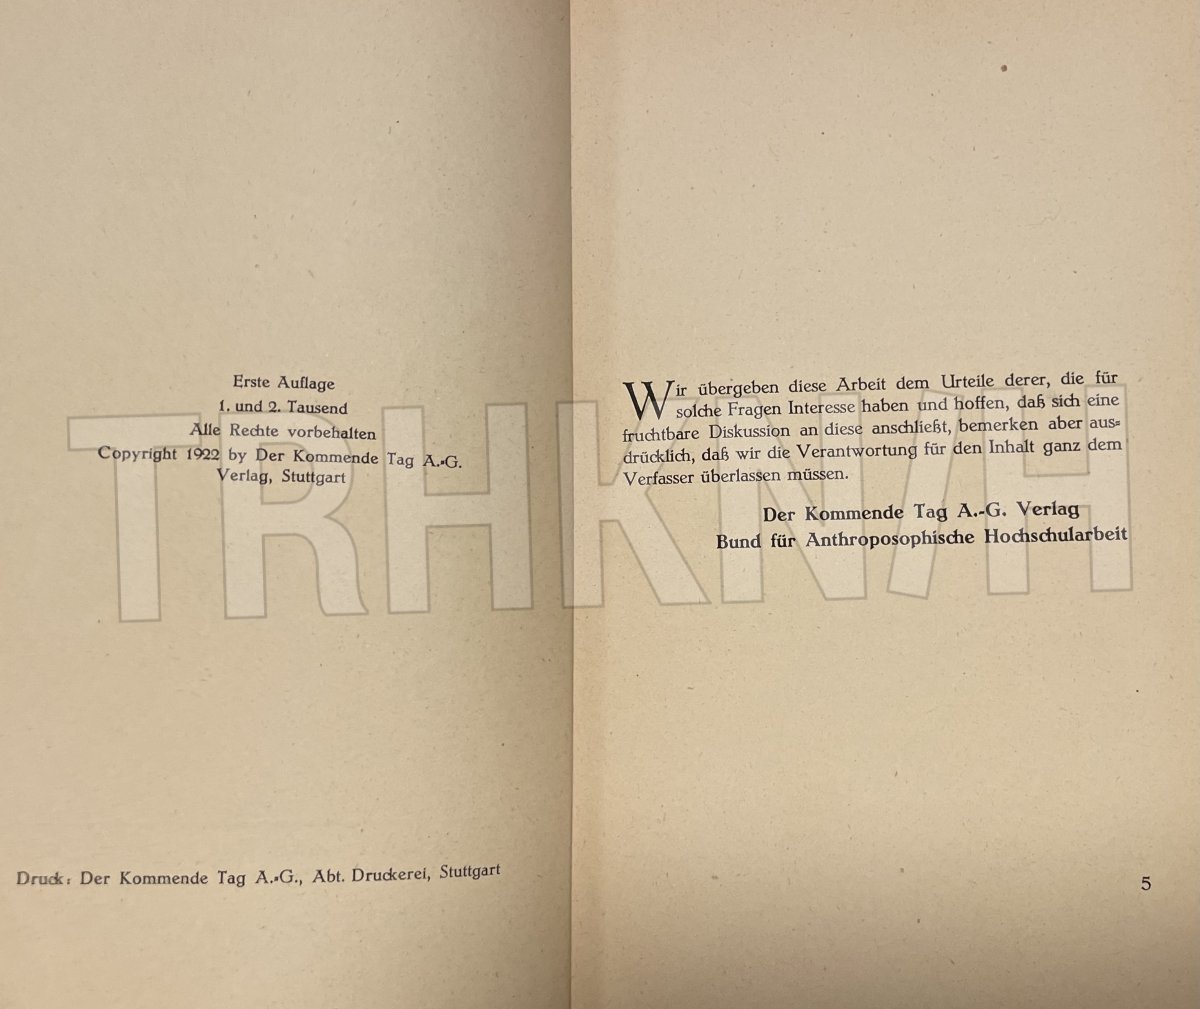 Erste Auflage
1. und 2. Tausend
Alle Rechte vorbehalten
Copyright 1922 by Der Kommende Tag A.-G.
Verlag, Stuttgart
Druck: Der Kommende Tag A.-G., Abt. Druckerei, Stuttgart
Wir übergeben diese Arbeit dem Urteile derer, die für
solche Fragen Interesse haben und hoffen, daß sich eine
fruchtbare Diskussion an diese anschließt, bemerken aber aus-
drücklich, daß wir die Verantwortung für den Inhalt ganz dem
Verfasser überlassen müssen.
Der Kommende Tag A.-G. Verlag
Bund für Anthroposophische Hochschularbeit
5
TRHKN/H